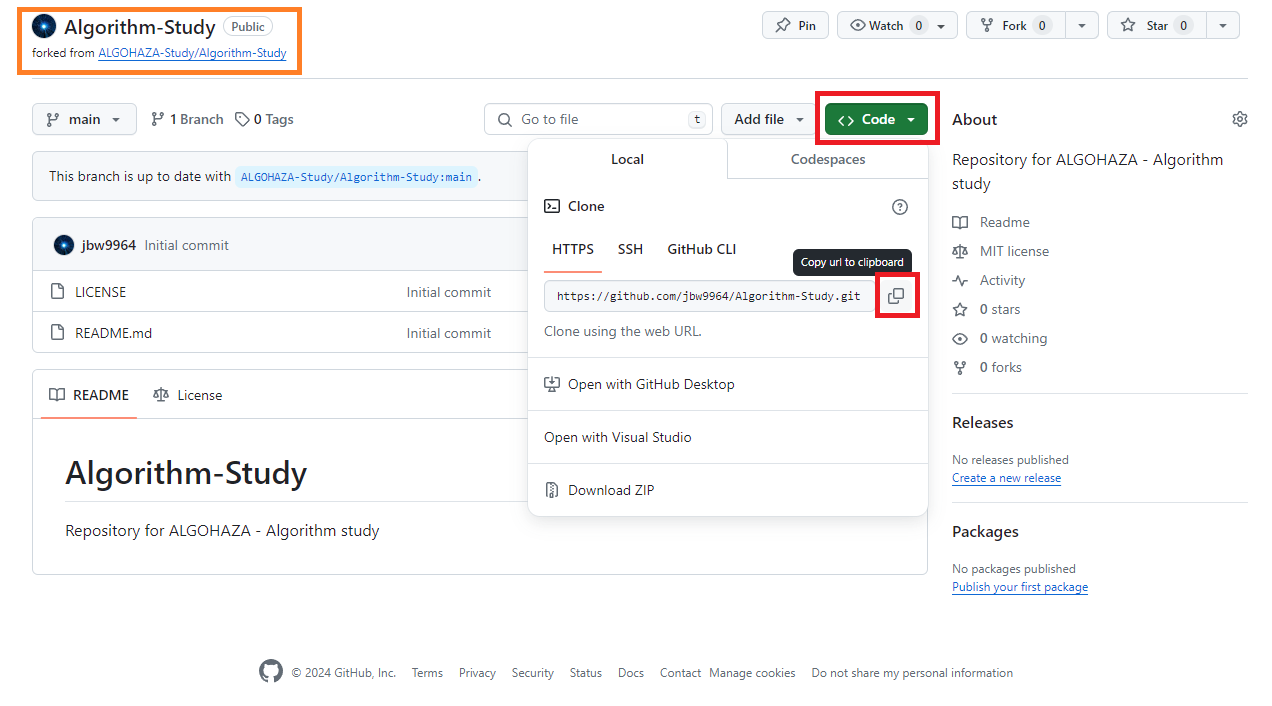 Algorithm-Study Public
Pin Watch 0 Fork 0 Star 0
forked from ALGOHAZA-Study/Algorithm-Study
main 1 Branch 0 Tags
Go to file t
Add file
Code
This branch is up to date with ALGOHAZA-Study/Algorithm-Study:main .
jbw9964 Initial commit
LICENSE Initial commit
README.md Initial commit
README License
Algorithm-Study
Repository for ALGOHAZA - Algorithm study
Local Codespaces
Clone
HTTPS SSH GitHub CLI
Copy url to clipboard
https://github.com/jbw9964/Algorithm-Study.git
Clone using the web URL.
Open with GitHub Desktop
Open with Visual Studio
Download ZIP
About
Repository for ALGOHAZA - Algorithm
study
Readme
MIT license
Activity
0 stars
0 watching
0 forks
Releases
No releases published
Create a new release
Packages
No packages published
Publish your first package
© 2024 GitHub, Inc. Terms Privacy Security Status Docs Contact Manage cookies Do not share my personal information